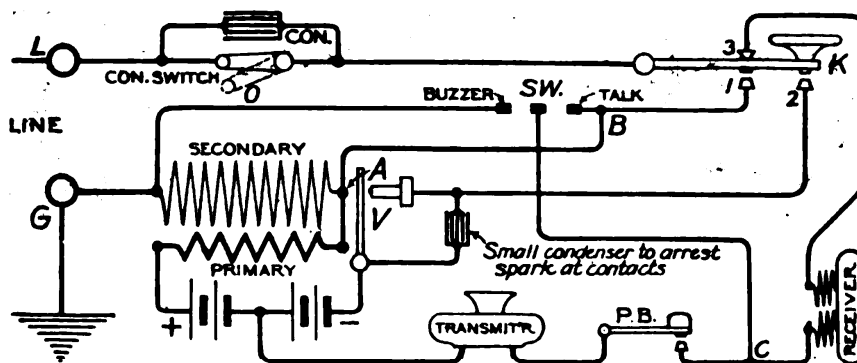 L
CON.
CON. SWITCH
O
3
K
1
2
BUZZER
SW.
TALK
B
LINE
SECONDARY
A
V
G
Small condenser to arrest
spark at contacts
PRIMARY
+
-
TRANSMIT'R.
P.B.
C
RECEIVER